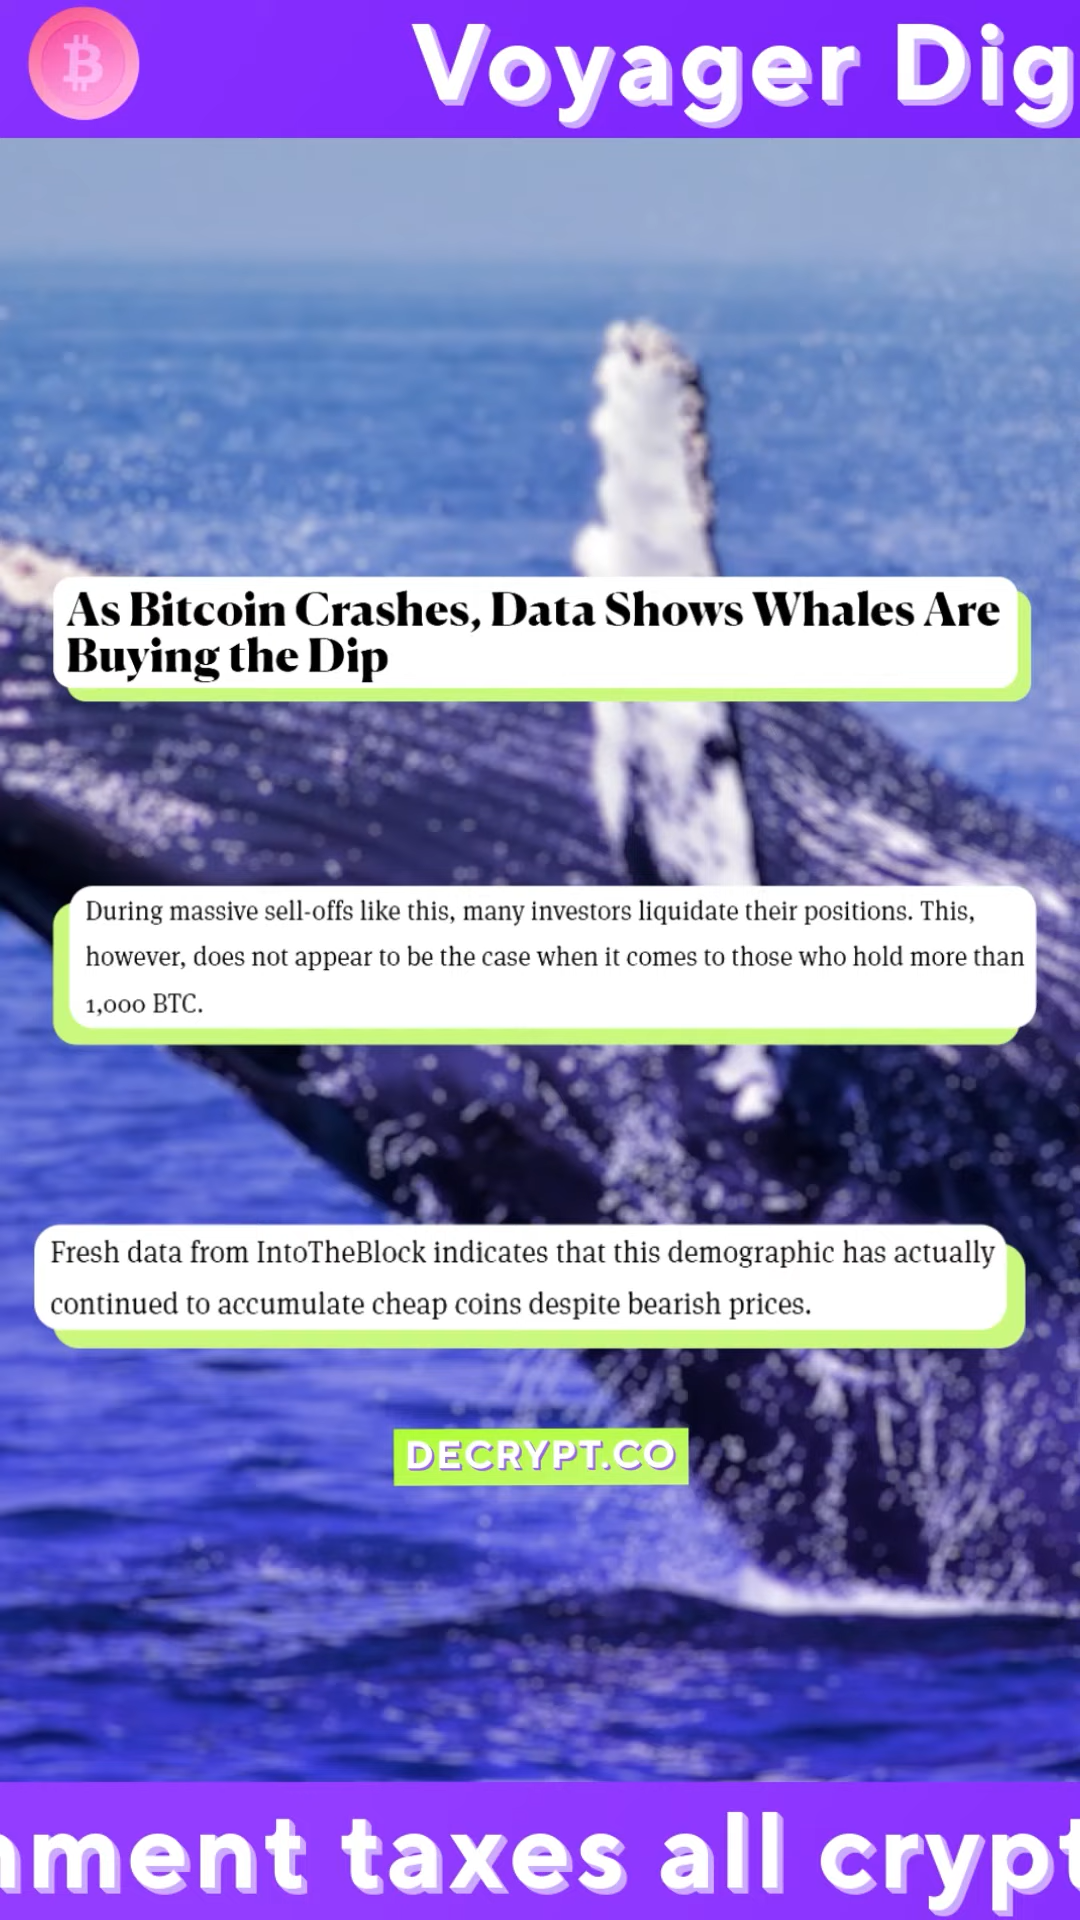 Voyager Dig
As Bitcoin Crashes, Data Shows Whales Are
Buying the Dip
During massive sell-offs like this, many investors liquidate their positions. This,
however, does not appear to be the case when it comes to those who hold more than
1,000 BTC.
Fresh data from IntoTheBlock indicates that this demographic has actually
continued to accumulate cheap coins despite bearish prices.
DECRYPT.CO
nment taxes all crypt